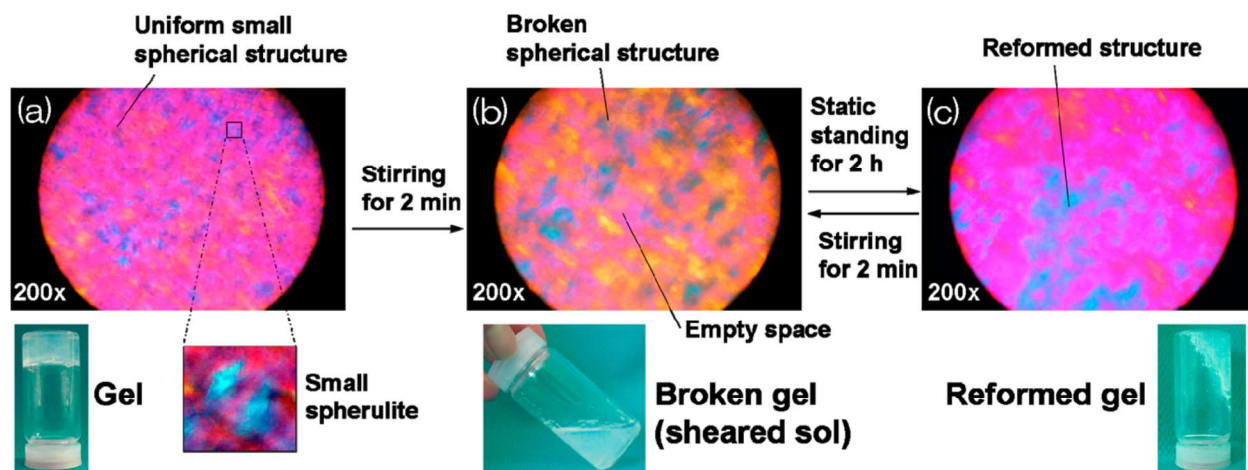 Uniform small
spherical structure
(a)
200x
Gel
Small
spherulite
Stirring
for 2 min
Broken
spherical structure
(b)
200x
Empty space
Broken gel
(sheared sol)
Static
standing
for 2 h
Stirring
for 2 min
Reformed structure
(c)
200x
Reformed gel